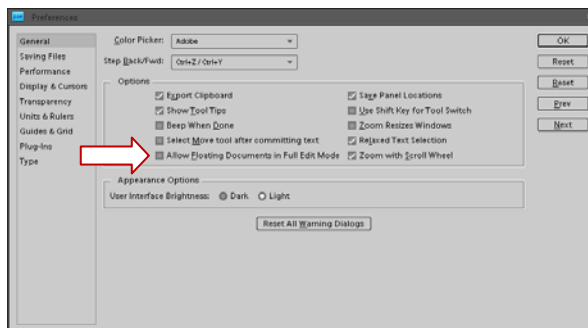 Preferences
General
Saving Files
Performance
Display & Cursors
Transparency
Units & Rulers
Guides & Grid
Plug-Ins
Type
Color Picker: Adobe
Step Back/Fwd: Ctrl+Z / Ctrl+Y
Options
Export Clipboard
Save Panel Locations
Show Tool Tips
Use Shift Key for Tool Switch
Beep When Done
Zoom Resizes Windows
Select Move tool after committing text
Relaxed Text Selection
Allow Floating Documents in Full Edit Mode
Zoom with Scroll Wheel
Appearance Options
User Interface Brightness: Dark Light
Reset All Warning Dialogs
OK
Reset
Reset
Prev
Next